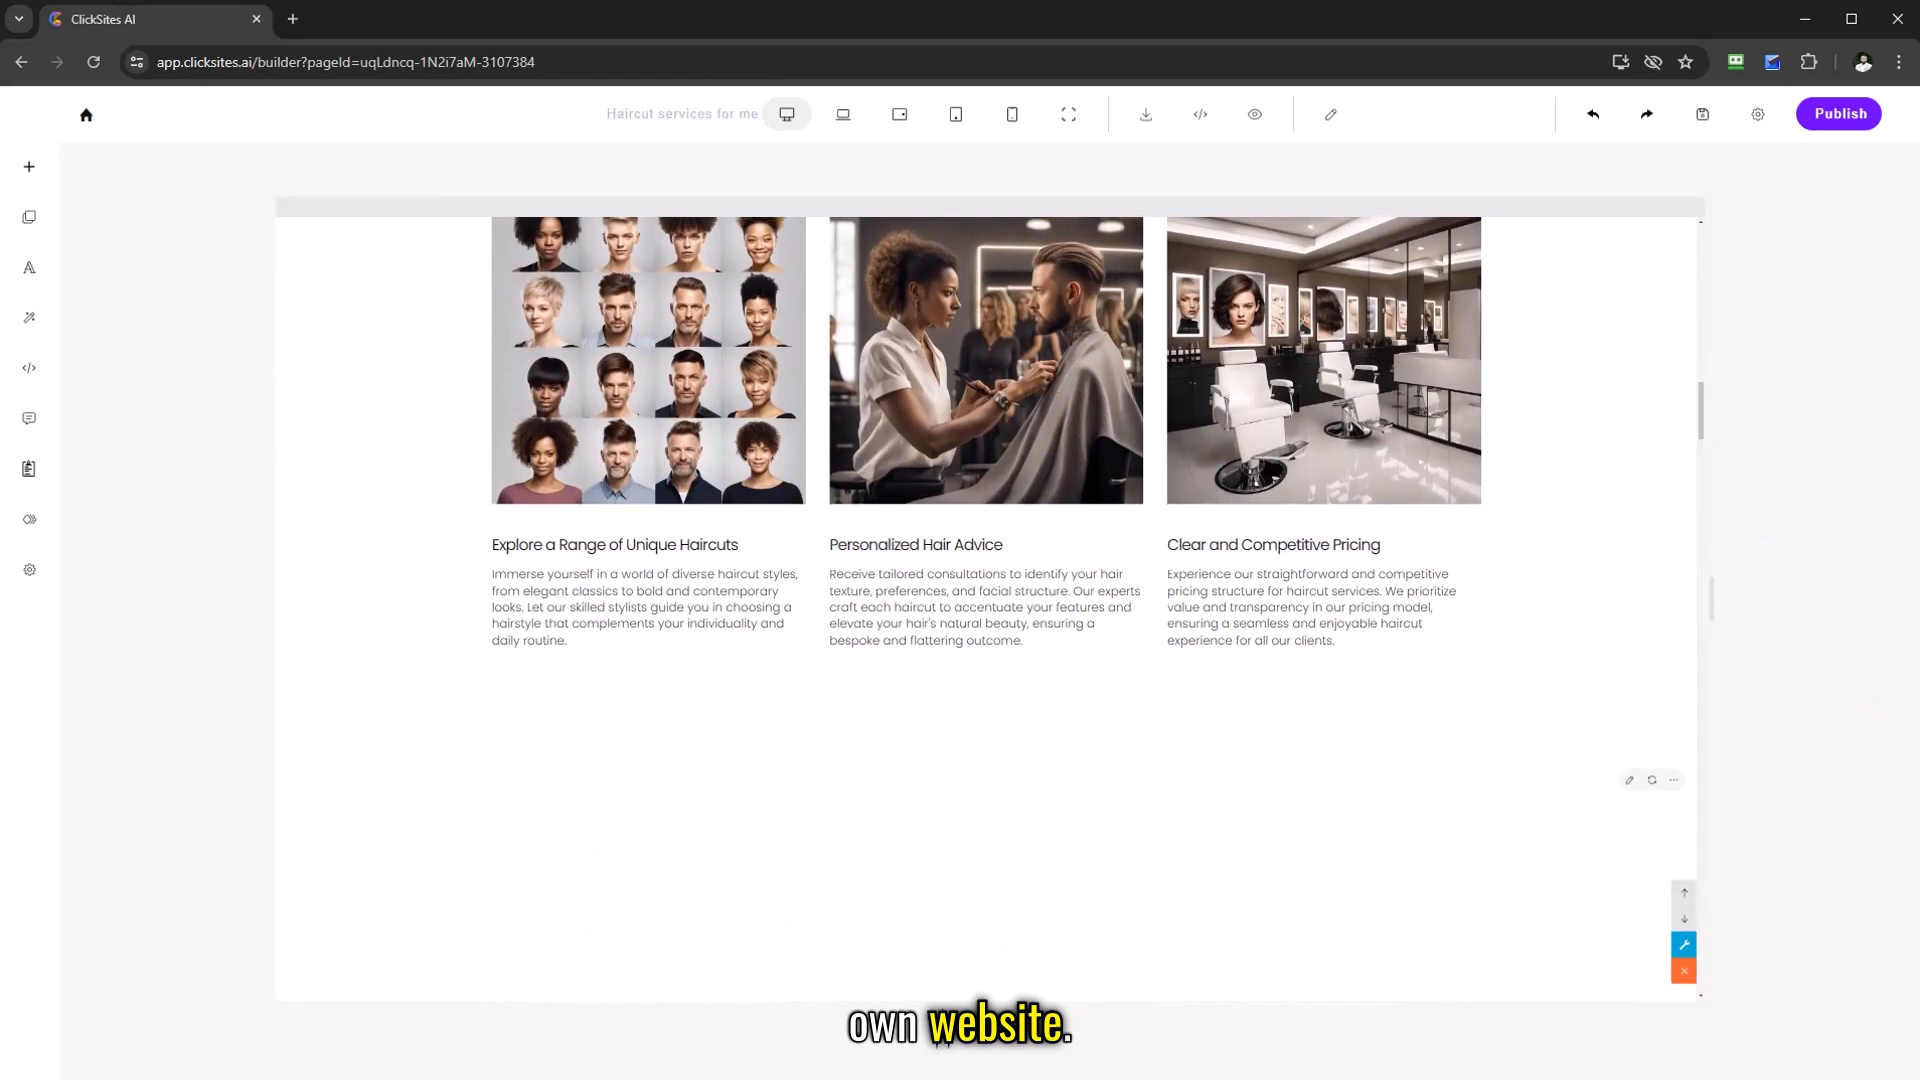 ClickSites AI
app.clicksites.ai/builder?pageId=uqLdncq-1N2i7aM-3107384
Haircut services for me
Publish
Explore a Range of Unique Haircuts
Immerse yourself in a world of diverse haircut styles,
from elegant classics to bold and contemporary
looks. Let our skilled stylists guide you in choosing a
hairstyle that complements your individuality and
daily routine.
Personalized Hair Advice
Receive tailored consultations to identify your hair
texture, preferences, and facial structure. Our experts
craft each haircut to accentuate your features and
elevate your hair's natural beauty, ensuring a
bespoke and flattering outcome.
Clear and Competitive Pricing
Experience our straightforward and competitive
pricing structure for haircut services. We prioritize
value and transparency in our pricing model,
ensuring a seamless and enjoyable haircut
experience for all our clients.
own website.